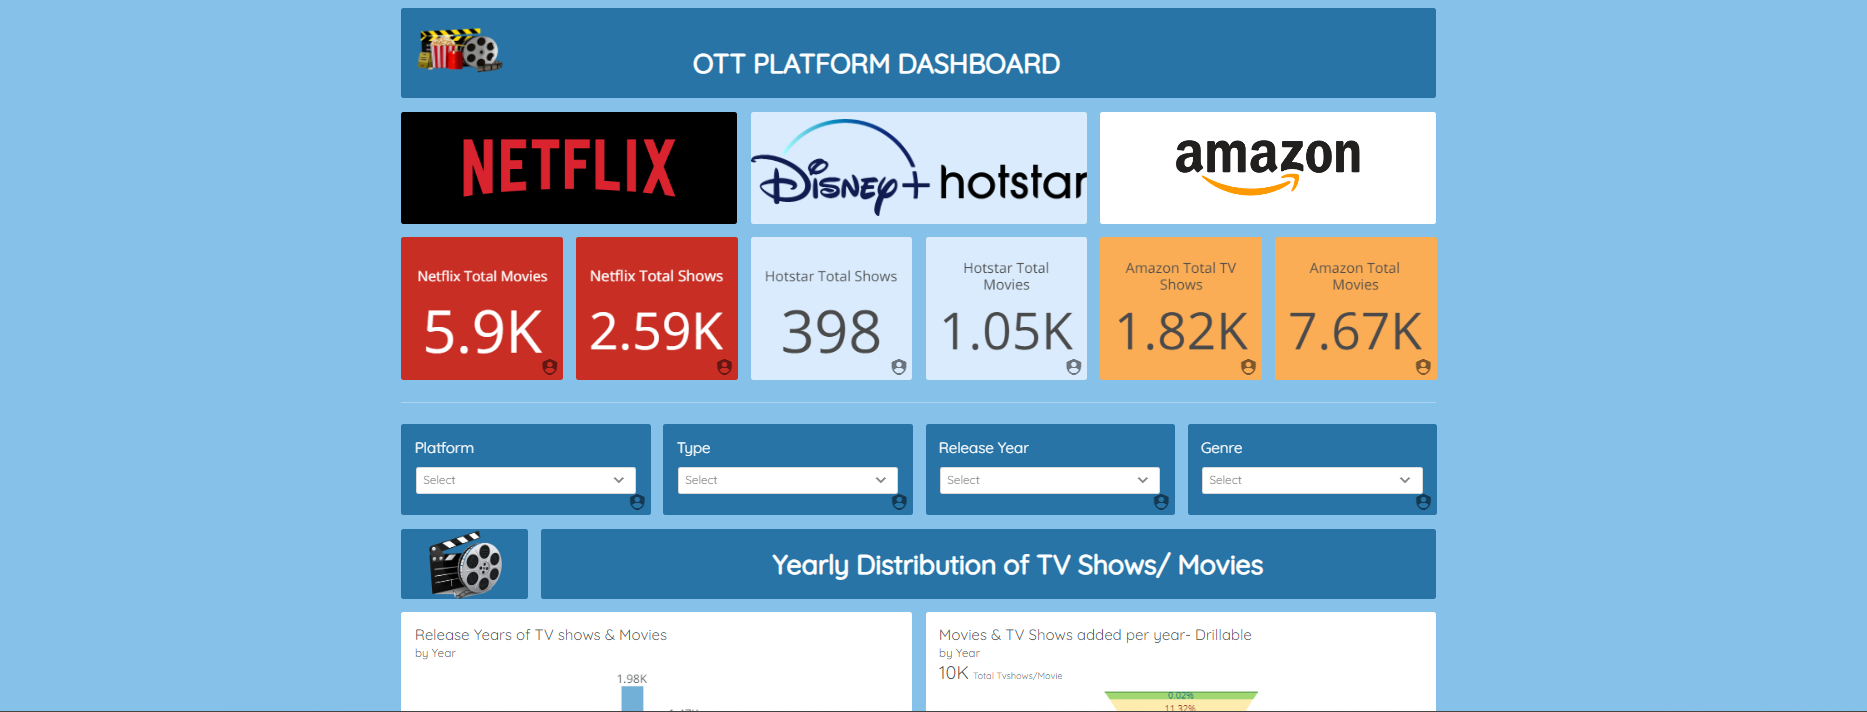 OTT PLATFORM DASHBOARD
NETFLIX
Disney+ hotstar
amazon
Netflix Total Movies
5.9K
Netflix Total Shows
2.59K
Hotstar Total Shows
398
Hotstar Total
Movies
1.05K
Amazon Total TV
Shows
1.82K
Amazon Total
Movies
7.67K
Platform
Select
Type
Select
Release Year
Select
Genre
Select
Yearly Distribution of TV Shows/ Movies
Release Years of TV shows & Movies
by Year
1.98K
Movies & TV Shows added per year- Drillable
by Year
10K Total Tvshows/Movie
0.02%
11.32%